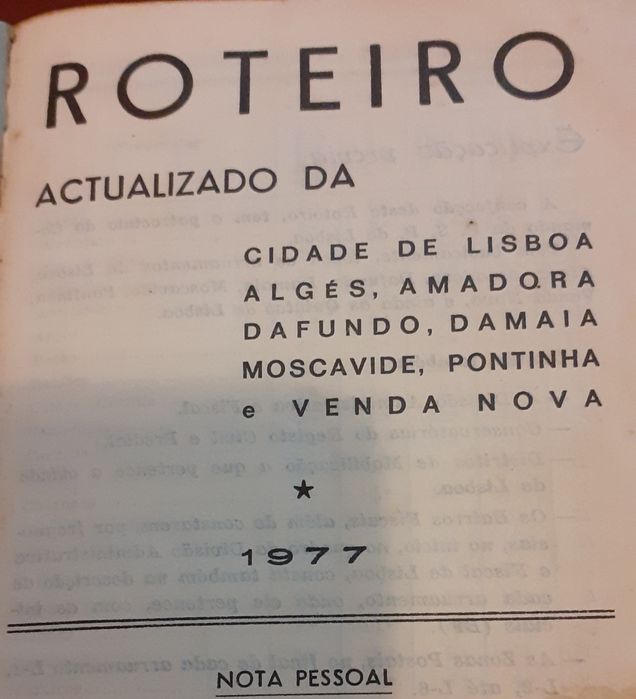 ROTEIRO
ACTUALIZADO DA
CIDADE DE LISBOA
ALGÉS, AMADORA
DAFUNDO, DAMAIA
MOSCAVIDE, PONTINHA
e VENDA NOVA
★
1977
NOTA PESSOAL